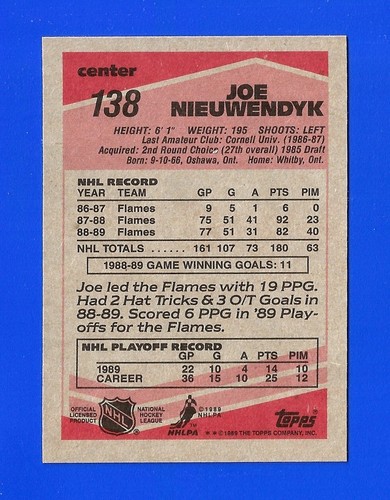 center
138
JOE
NIEUWENDYK
HEIGHT: 6' 1" WEIGHT: 195 SHOOTS: LEFT
Last Amateur Club: Cornell Univ. (1986-87)
Acquired: 2nd Round Choice (27th overall) 1985 Draft
Born: 9-10-66, Oshawa, Ont. Home: Whitby, Ont.
NHL RECORD
YEAR TEAM GP G A PTS PIM
86-87 Flames 9 5 1 6 0
87-88 Flames 75 51 41 92 23
88-89 Flames 77 51 31 82 40
NHL TOTALS ...... 161 107 73 180 63
1988-89 GAME WINNING GOALS: 11
Joe led the Flames with 19 PPG.
Had 2 Hat Tricks & 3 O/T Goals in
88-89. Scored 6 PPG in '89 Play-
offs for the Flames.
NHL PLAYOFF RECORD
GP G A PTS PIM
1989 22 10 4 14 10
CAREER 36 15 10 25 12
OFFICIAL
LICENSED
PRODUCT
NHL
NATIONAL
HOCKEY
LEAGUE
NHLPA
TM
©1989
NHLPA
Topps
®
* * ©1989 THE TOPPS COMPANY, INC.